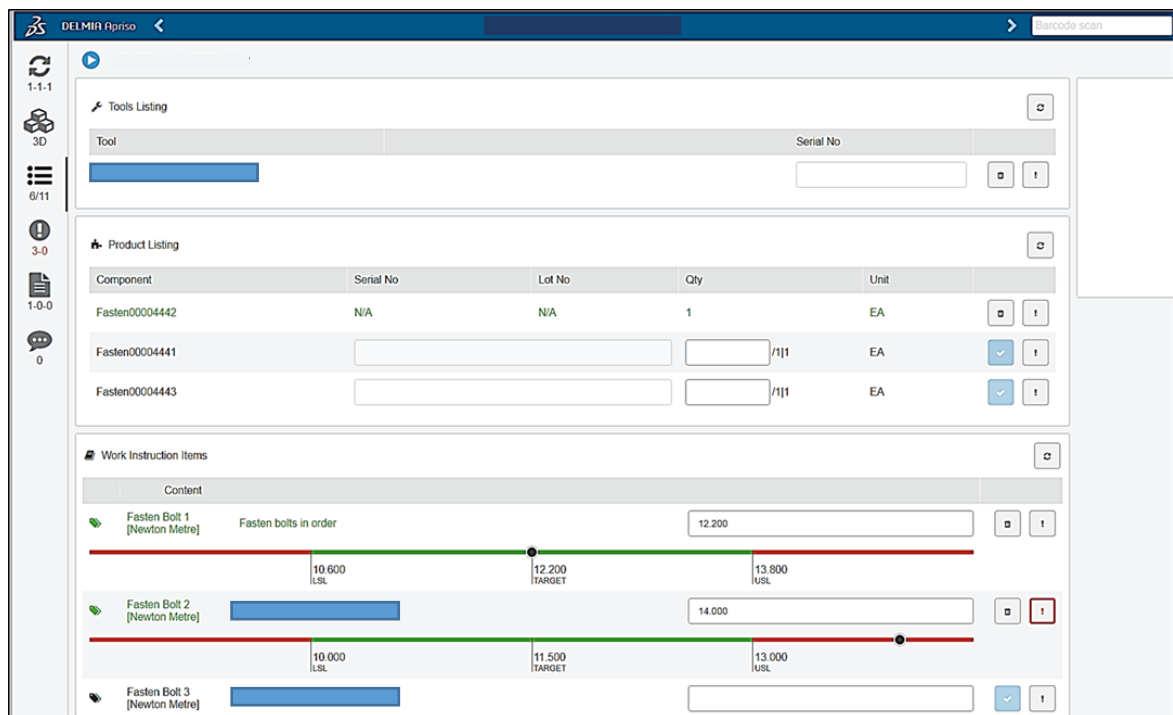 DELMIA Apriso
Barcode scan
1-1-1
3D
6/11
3-0
1-0-0
0
Tools Listing
Tool Serial No
Product Listing
Component Serial No Lot No Qty Unit
Fasten00004442 N/A N/A 1 EA
Fasten00004441 /1|1 EA
Fasten00004443 /1|1 EA
Work Instruction Items
Content
Fasten Bolt 1
[Newton Metre]
Fasten bolts in order
12.200
10.600 12.200 13.800
LSL TARGET USL
Fasten Bolt 2
[Newton Metre]
14.000
10.000 11.500 13.000
LSL TARGET USL
Fasten Bolt 3
[Newton Metre]